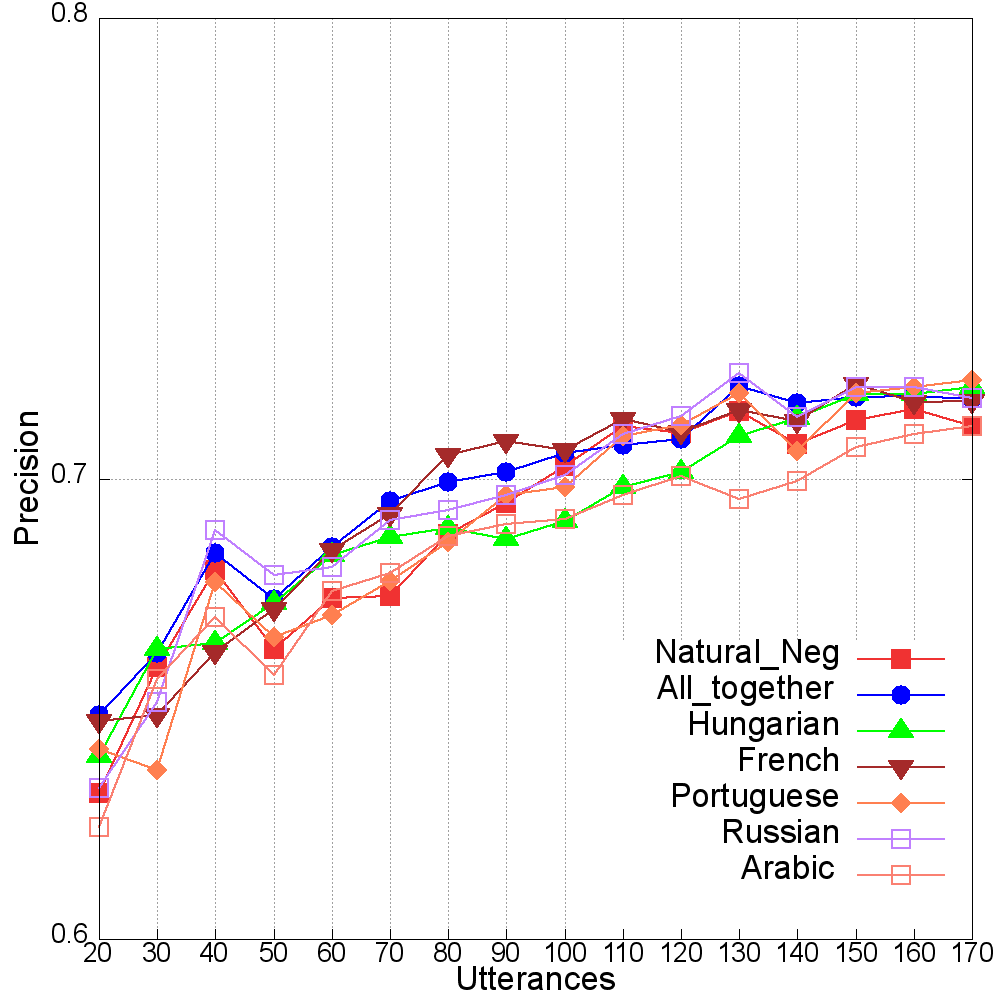 0.8
0.7
0.6
Precision
20 30 40 50 60 70 80 90 100 110 120 130 140 150 160 170
Utterances
Natural_Neg
All_together
Hungarian
French
Portuguese
Russian
Arabic